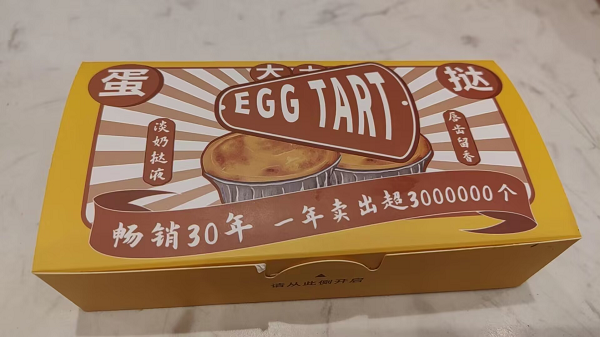 蛋
大
挞
EGG TART
淡奶挞液
唇齿留香
畅销30年 一年卖出超3000000个
请从此侧开启